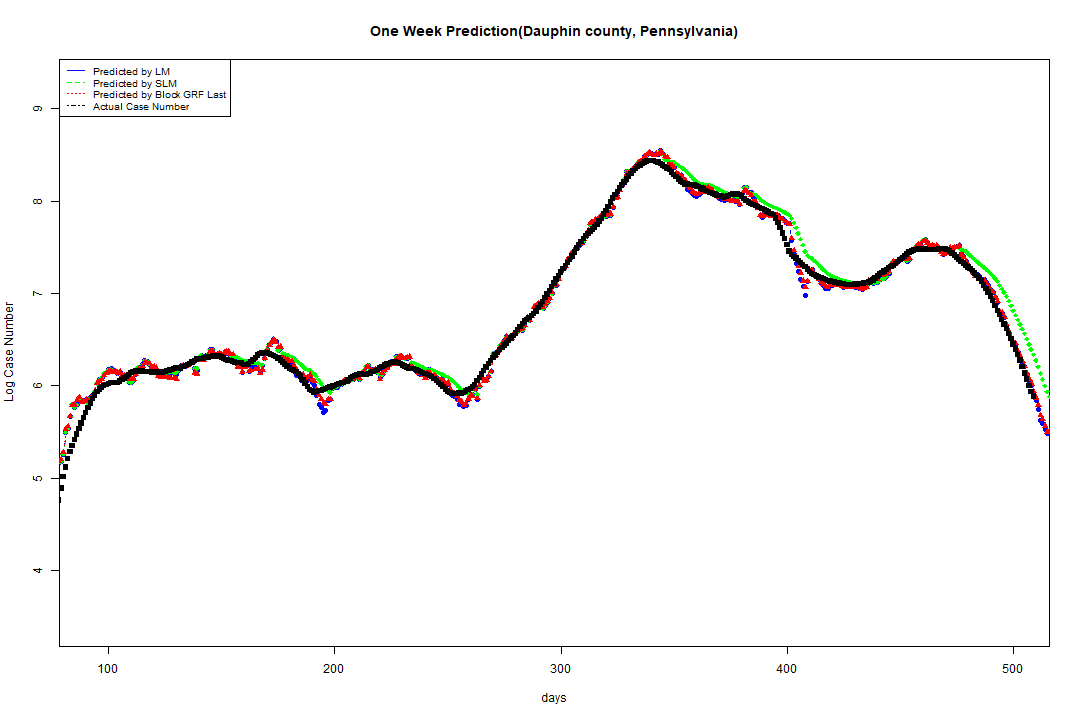 One Week Prediction(Dauphin county, Pennsylvania)
Predicted by LM
Predicted by SLM
Predicted by Block GRF Last
Actual Case Number
9
8
7
6
5
4
Log Case Number
100 200 300 400 500
days